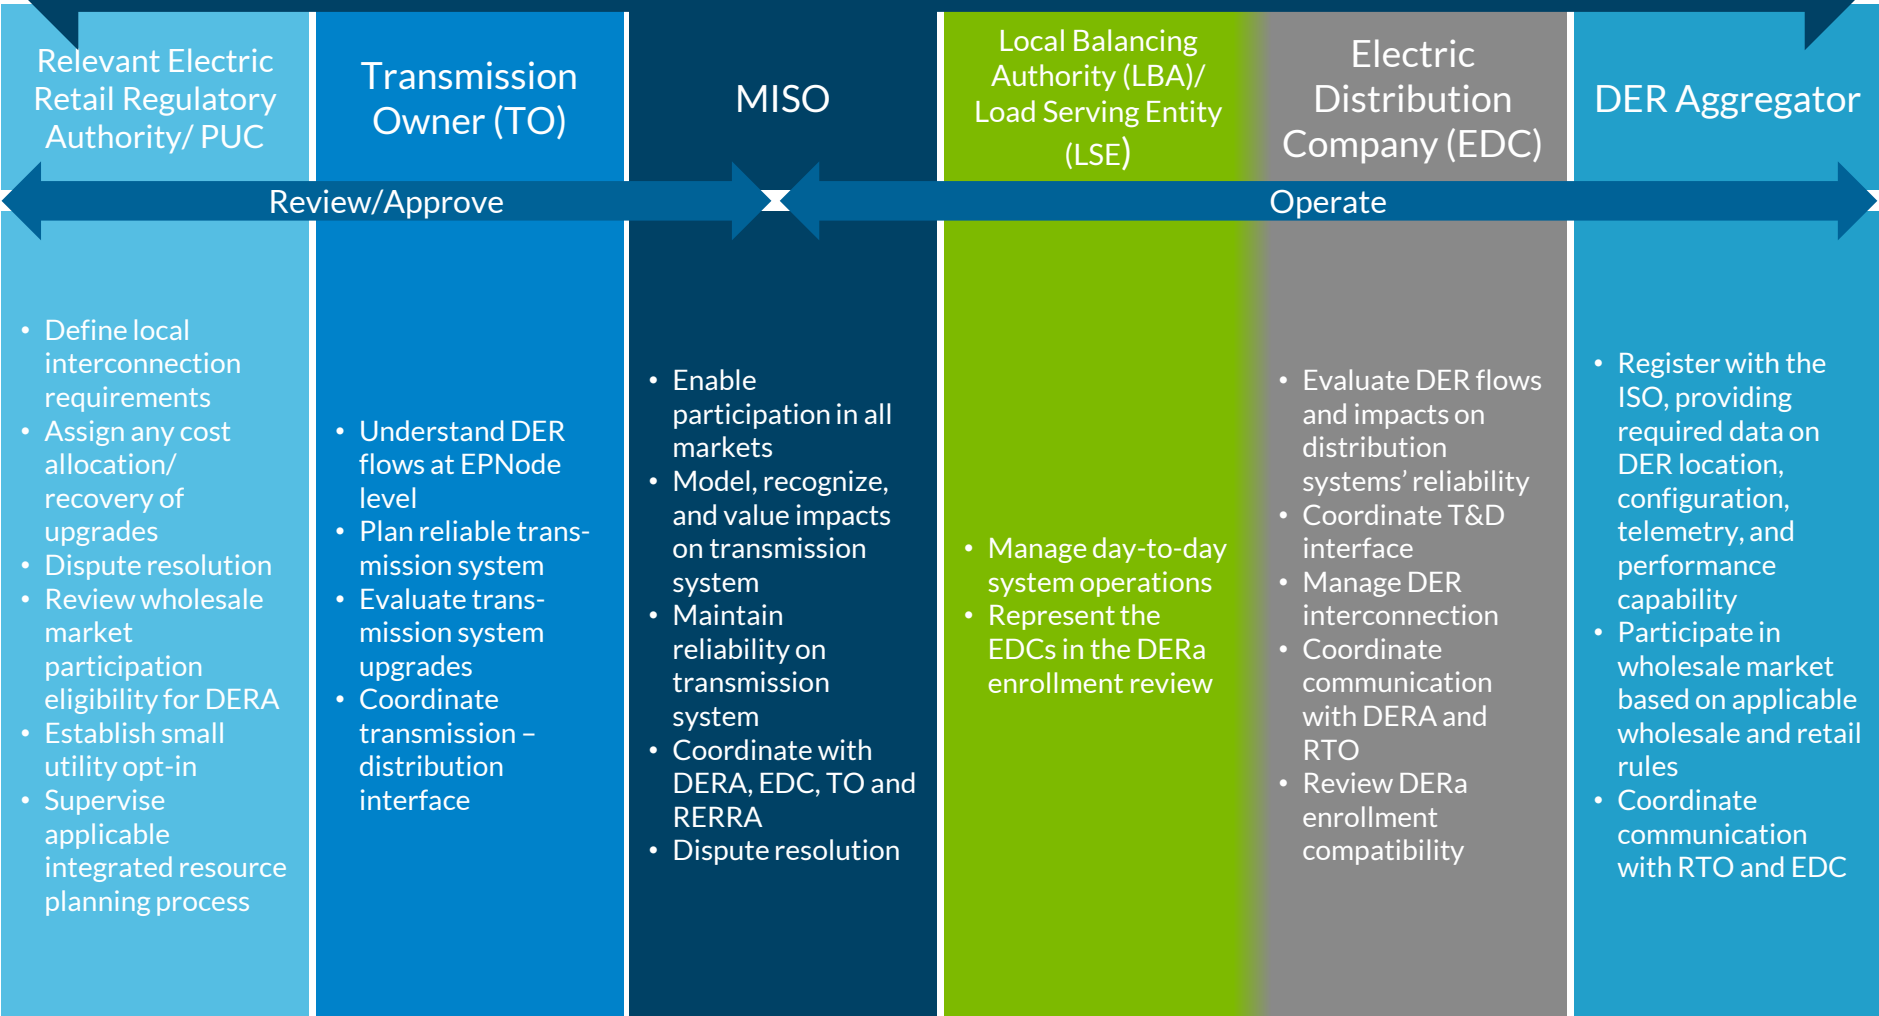 Relevant Electric
Retail Regulatory
Authority/ PUC
Transmission
Owner (TO)
MISO
Local Balancing
Authority (LBA)/
Load Serving Entity
(LSE)
Electric
Distribution
Company (EDC)
DER Aggregator
Review/Approve
Operate
• Define local
interconnection
requirements
• Assign any cost
allocation/
recovery of
upgrades
• Dispute resolution
• Review wholesale
market
participation
eligibility for DERA
• Establish small
utility opt-in
• Supervise
applicable
integrated resource
planning process
• Understand DER
flows at EPNode
level
• Plan reliable trans-
mission system
• Evaluate trans-
mission system
upgrades
• Coordinate
transmission –
distribution
interface
• Enable
participation in all
markets
• Model, recognize,
and value impacts
on transmission
system
• Maintain
reliability on
transmission
system
• Coordinate with
DERA, EDC, TO and
RERRA
• Dispute resolution
• Manage day-to-day
system operations
• Represent the
EDCs in the DERa
enrollment review
• Evaluate DER flows
and impacts on
distribution
systems’ reliability
• Coordinate T&D
interface
• Manage DER
interconnection
• Coordinate
communication
with DERA and
RTO
• Review DERa
enrollment
compatibility
• Register with the
ISO, providing
required data on
DER location,
configuration,
telemetry, and
performance
capability
• Participate in
wholesale market
based on applicable
wholesale and retail
rules
• Coordinate
communication
with RTO and EDC